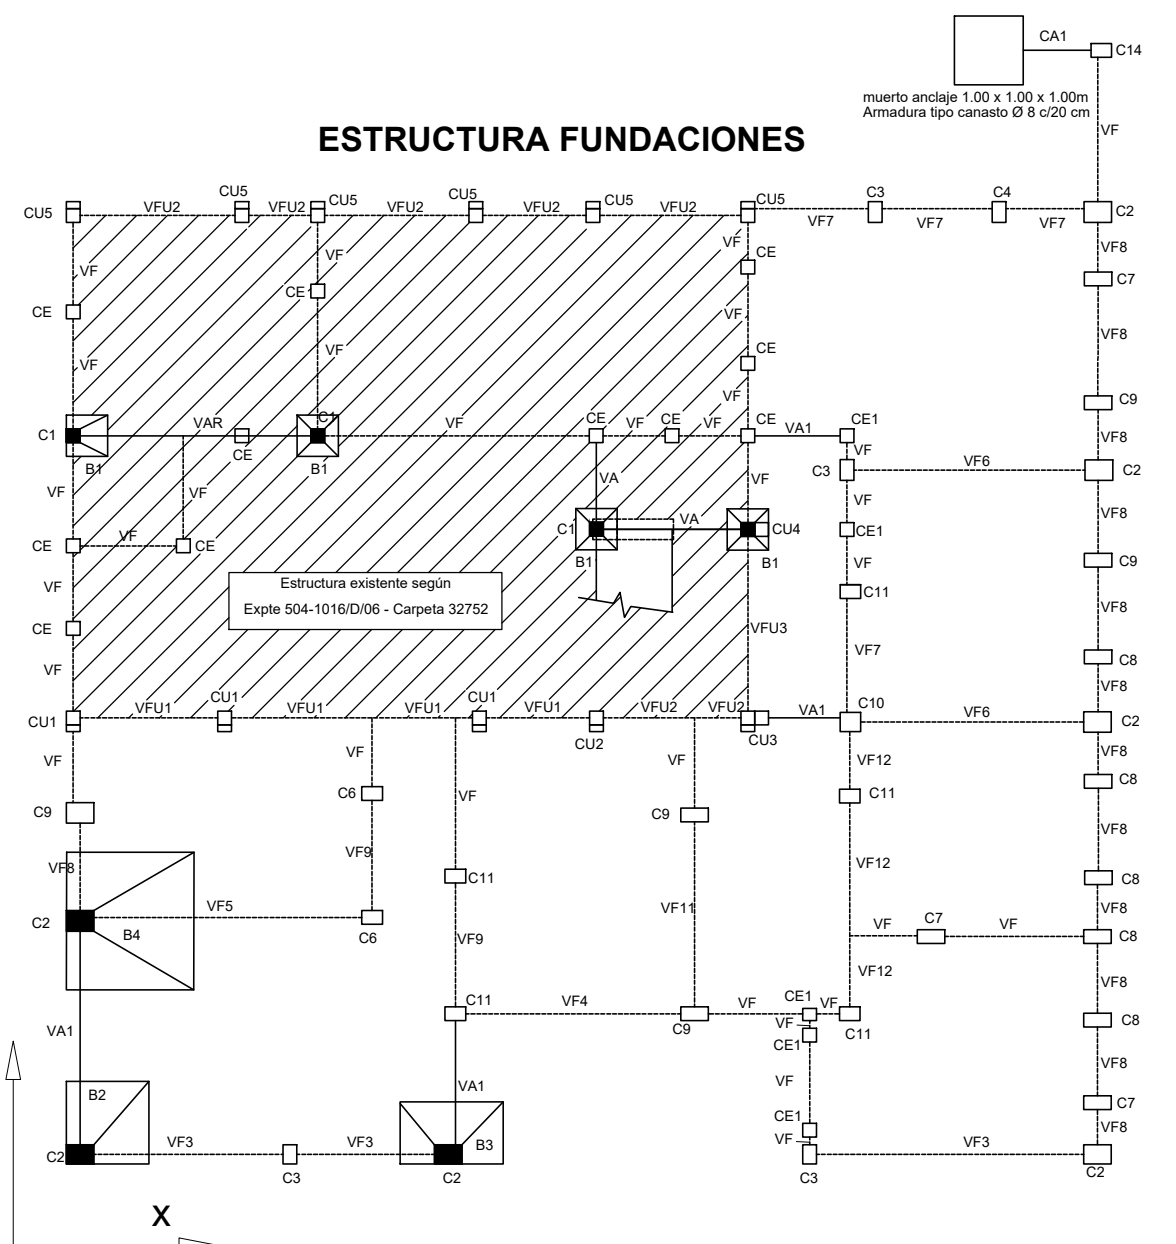 CA1
C14
muerto anclaje 1.00 x 1.00 x 1.00m
Armadura tipo canasto Ø 8 c/20 cm
VF
ESTRUCTURA FUNDACIONES
CU5 VFU2 CU5 VFU2 CU5 VFU2 CU5 VFU2 CU5 VFU2 CU5 C3 C4 C2
VF7 VF7 VF7
VF VF VF VF8
CE CE CE C7
VF VF8
VF VF CE
VF C9
C1 VAR CE C1 VF CE VF CE VF CE VA1 CE1 VF8
B1 B1 VF
C3 VF6 C2
VF VF VA VF VF VF8
C1 VA CU4 CE1
CE VF CE B1 B1 VF C9
Estructura existente según
Expte 504-1016/D/06 - Carpeta 32752
VF C11 VF8
CE VFU3
VF VF7 C8
VF8
CU1 VFU1 CU1 VFU1 VFU1 CU1 VFU1 VFU2 VFU2 VA1 C10 VF6 C2
CU2 CU3
VF VF VF VF VF12 VF8
C6 C11 C8
C9 C9
VF9 VF8
VF8 VF12
C11 C8
C2 B4 VF5 C6 VF11 VF8
VF C7 VF C8
VF9
VF12 VF8
C11 VF4 C9 VF CE1 VF C11 C8
VA1 VF
CE1
VF8
VA1 VF
B2 C7
CE1
VF VF8
C2 VF3 C3 VF3 C2 B3 C3 VF3 C2
X